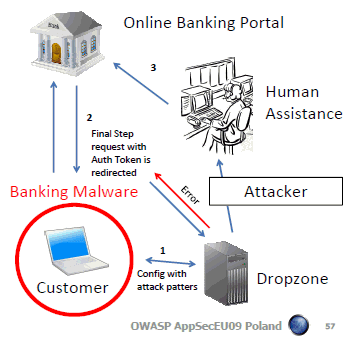 Bank
Online Banking Portal
3
Human
Assistance
2
Final Step
request with
Auth Token is
redirected
Banking Malware
Error
Attacker
1
Customer
Config with
attack patters
Dropzone
OWASP AppSecEU09 Poland
57